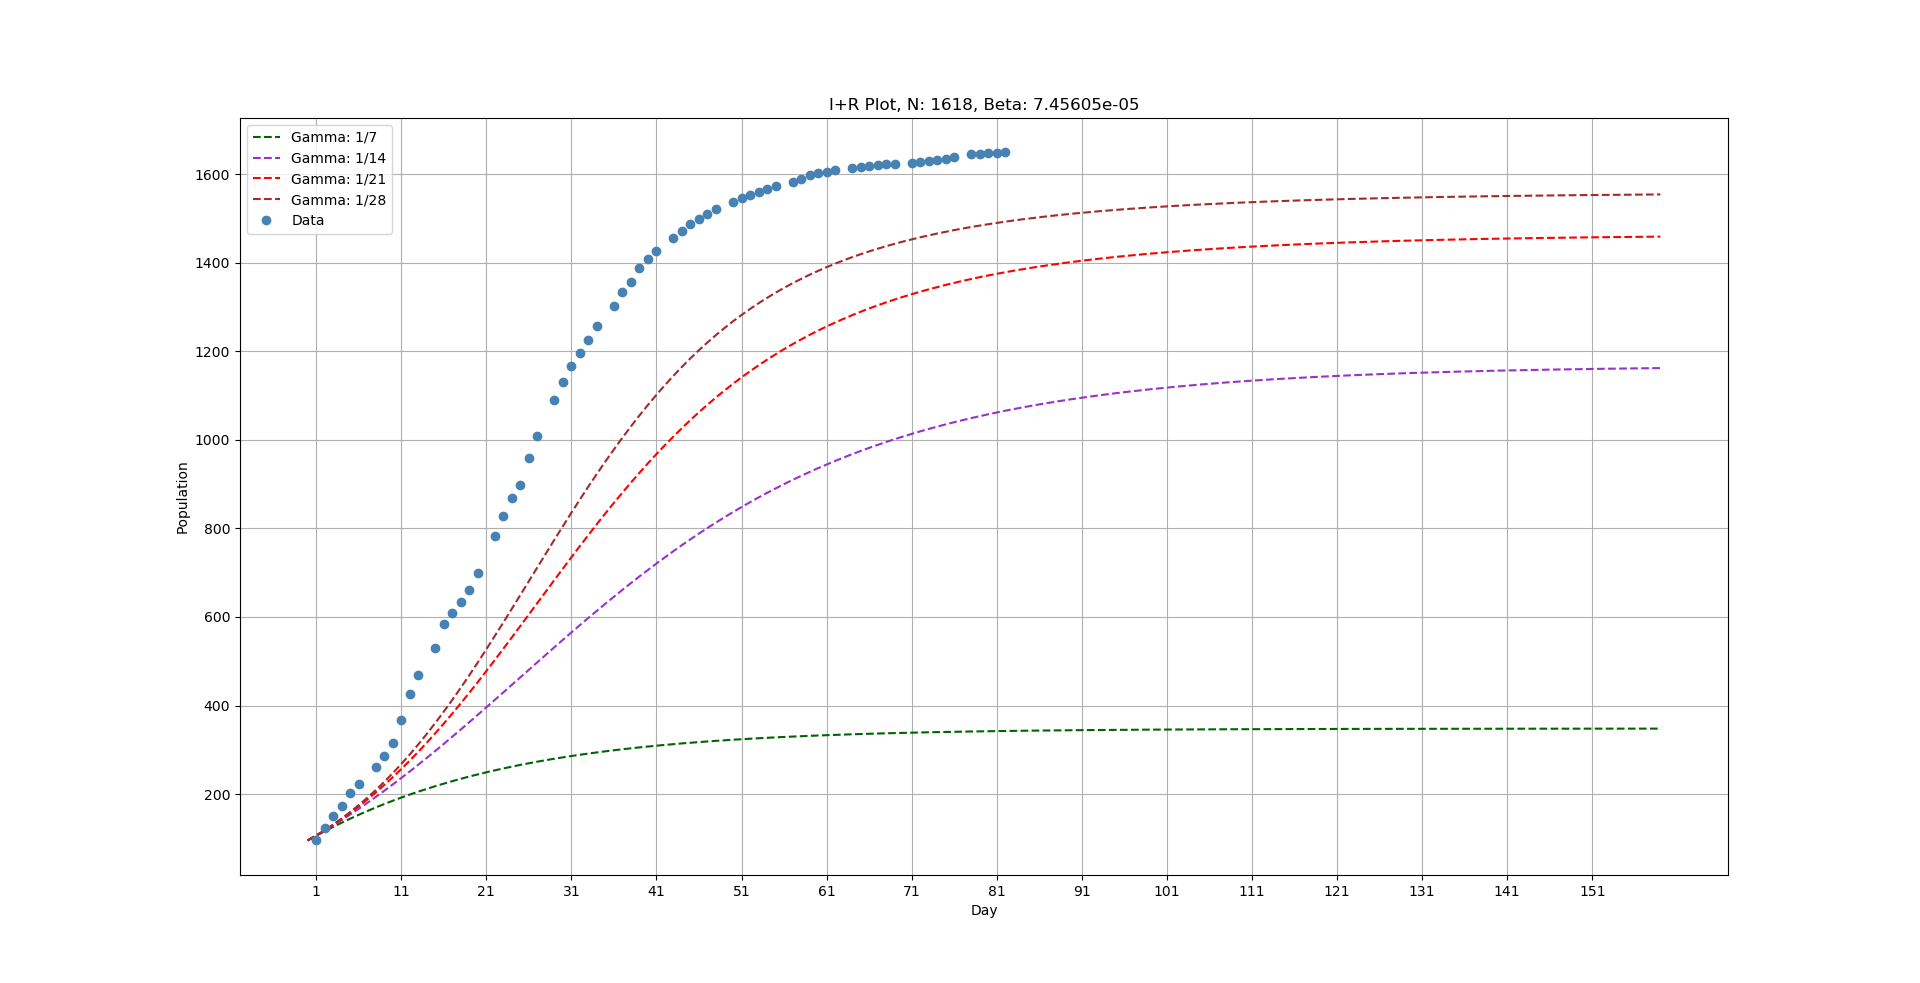 I+R Plot, N: 1618, Beta: 7.45605e-05
Gamma: 1/7
Gamma: 1/14
Gamma: 1/21
Gamma: 1/28
Data
Population
1600
1400
1200
1000
800
600
400
200
1 11 21 31 41 51 61 71 81 91 101 111 121 131 141 151
Day